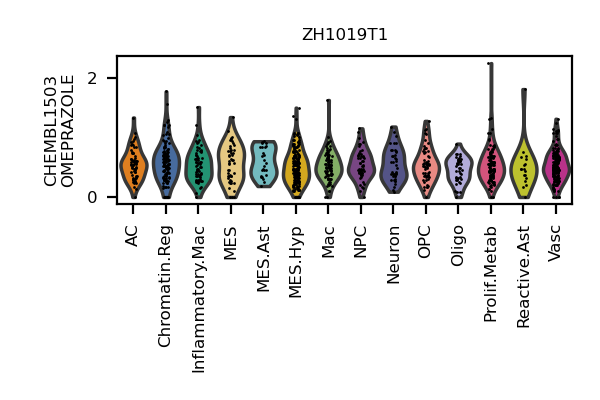 ZH1019T1
CHEMBL1503
OMEPRAZOLE
2
0
AC
Chromatin.Reg
Inflammatory.Mac
MES
MES.Ast
MES.Hyp
Mac
NPC
Neuron
OPC
Oligo
Prolif.Metab
Reactive.Ast
Vasc